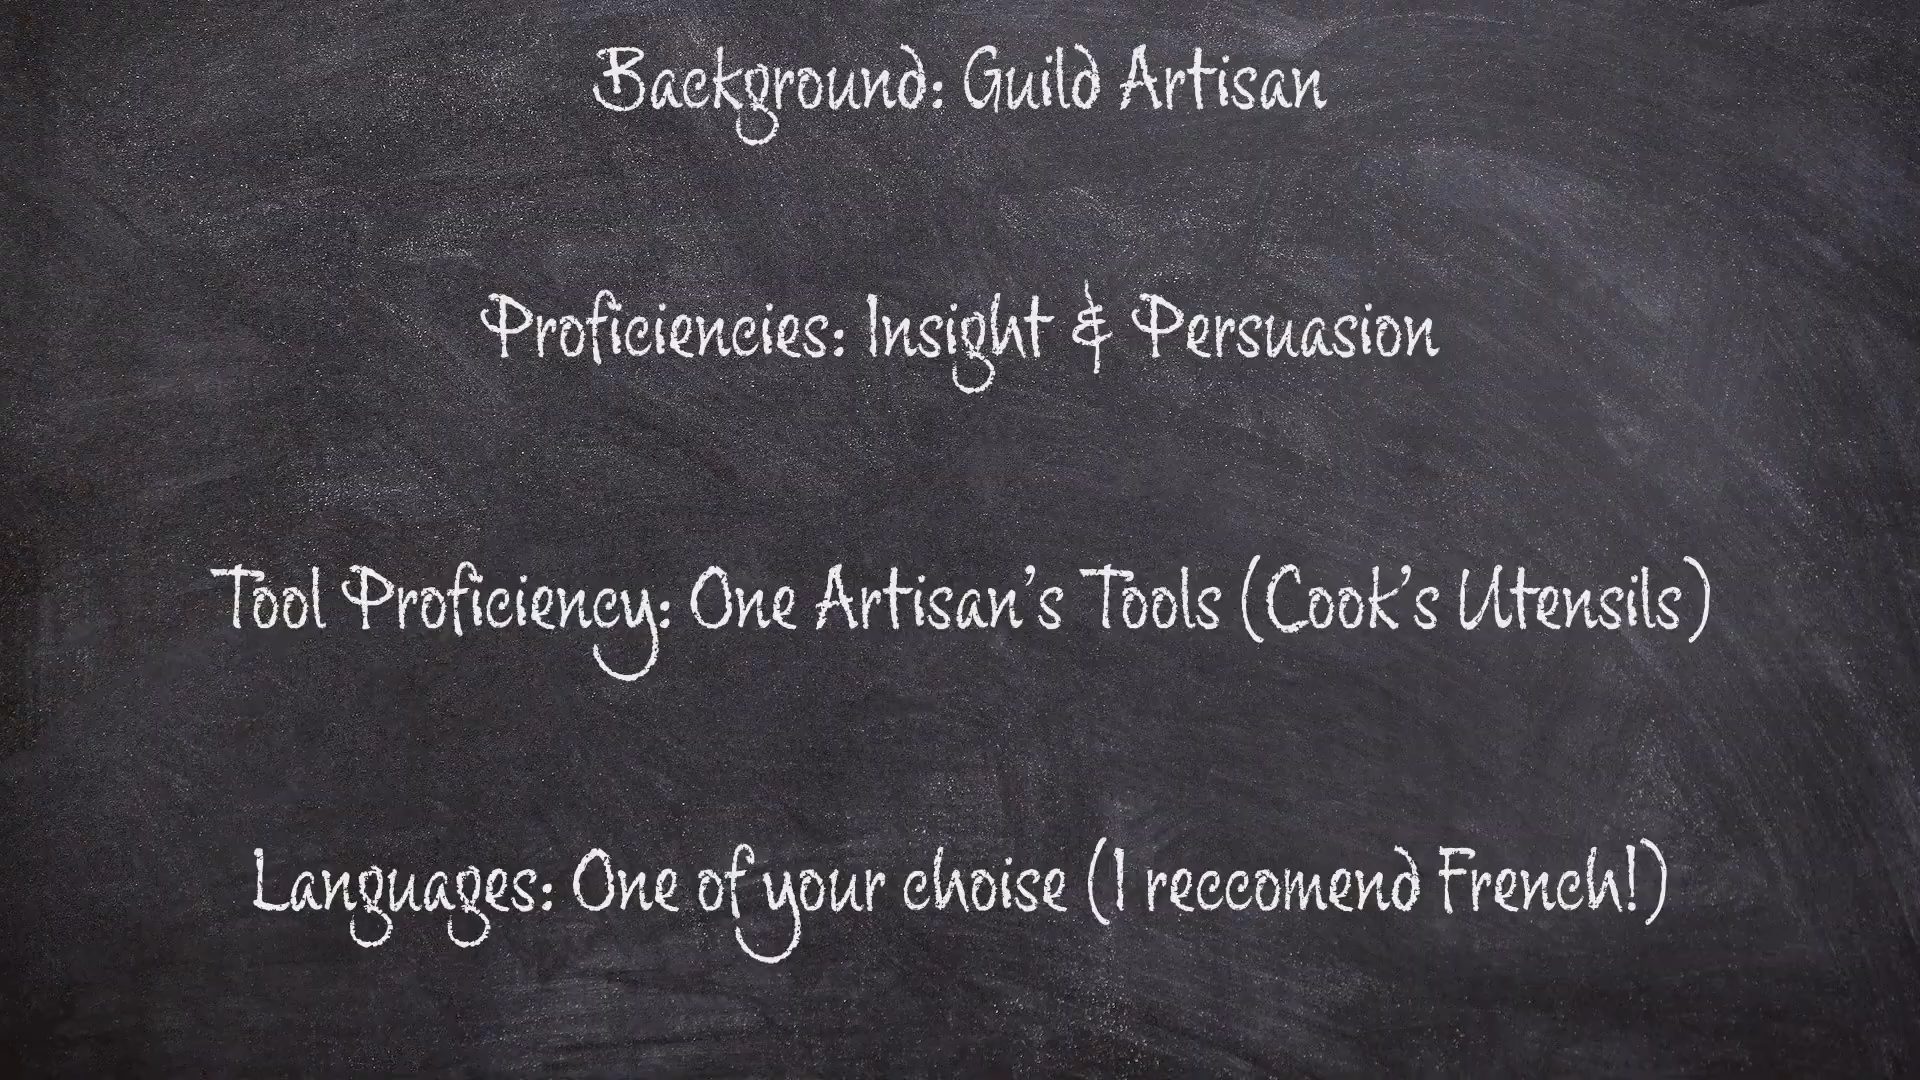 Background: Guild Artisan
Proficiencies: Insight & Persuasion
Tool Proficiency: One Artisan's Tools (Cook's Utensils)
Languages: One of your choise (I reccomend French!)